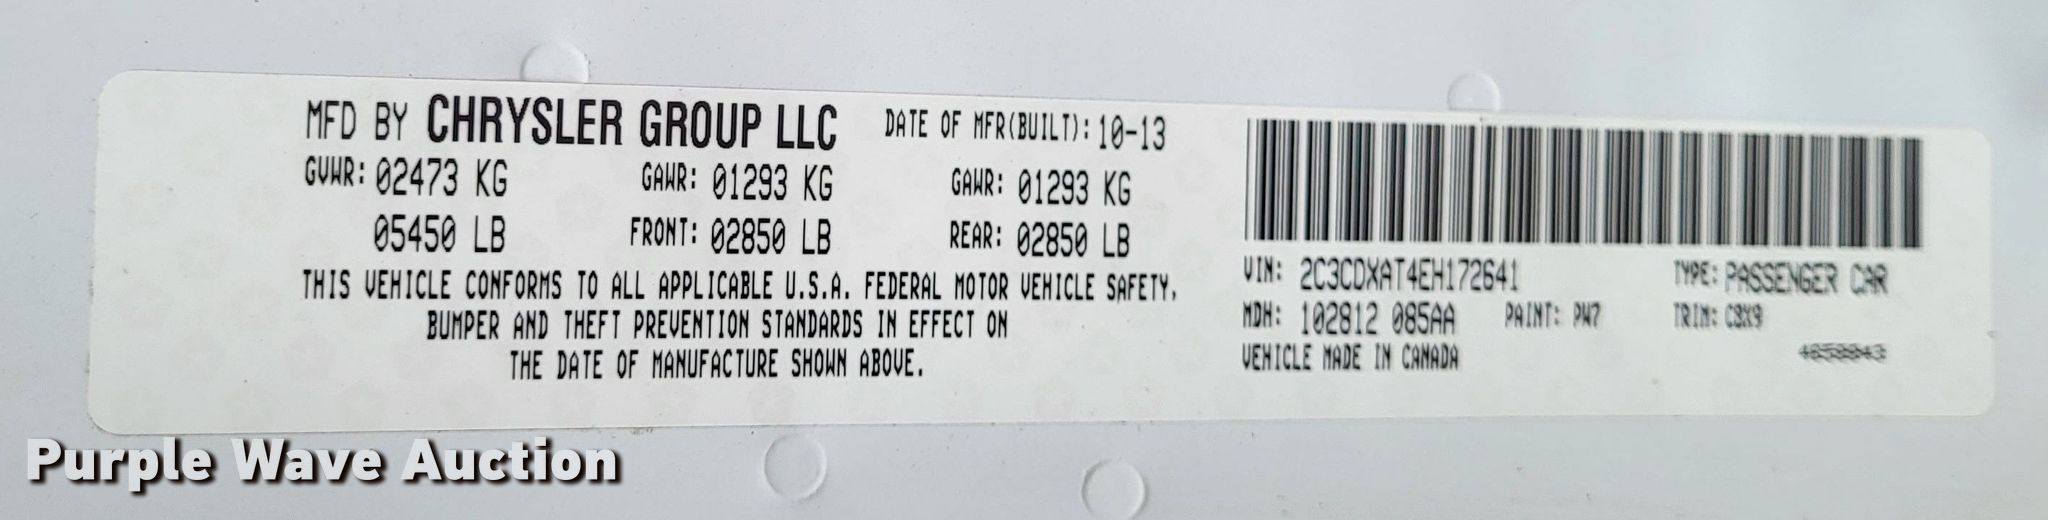 MFD BY CHRYSLER GROUP LLC DATE OF MFR(BUILT): 10-13
GVWR: 02473 KG GAWR: 01293 KG GAWR: 01293 KG
05450 LB FRONT: 02850 LB REAR: 02850 LB
THIS VEHICLE CONFORMS TO ALL APPLICABLE U.S.A. FEDERAL MOTOR VEHICLE SAFETY,
BUMPER AND THEFT PREVENTION STANDARDS IN EFFECT ON
THE DATE OF MANUFACTURE SHOWN ABOVE.
VIN: 2C3CDXAT4EH172641 TYPE: PASSENGER CAR
MDH: 102812 085AA PAINT: PW7 TRIM: C8X9
VEHICLE MADE IN CANADA
Purple Wave Auction